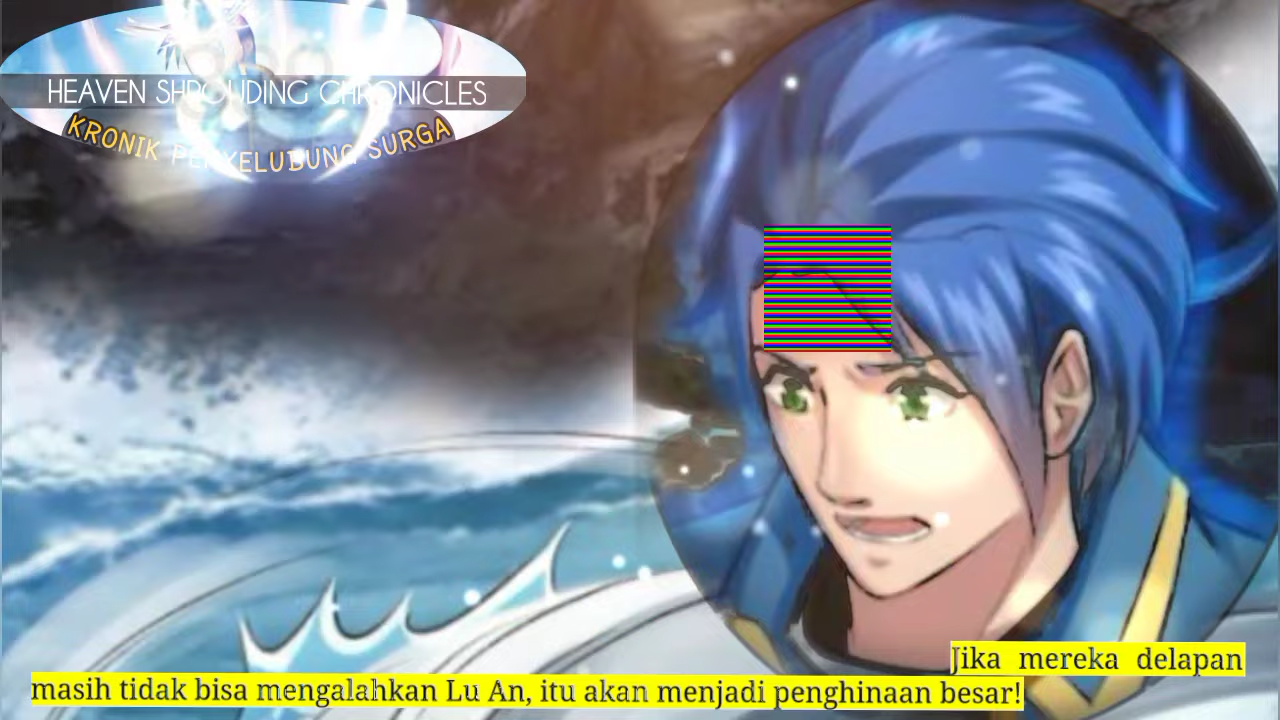 HEAVEN SHROUDING CHRONICLES
KRONIK PENYELUBUNG SURGA
Jika mereka delapan
masih tidak bisa mengalahkan Lu An, itu akan menjadi penghinaan besar!